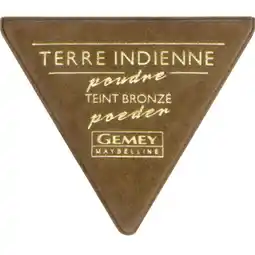 TERRE INDIENNE
poudre
TEINT BRONZÉ
poeder
GEMEY
MAYBELLINE